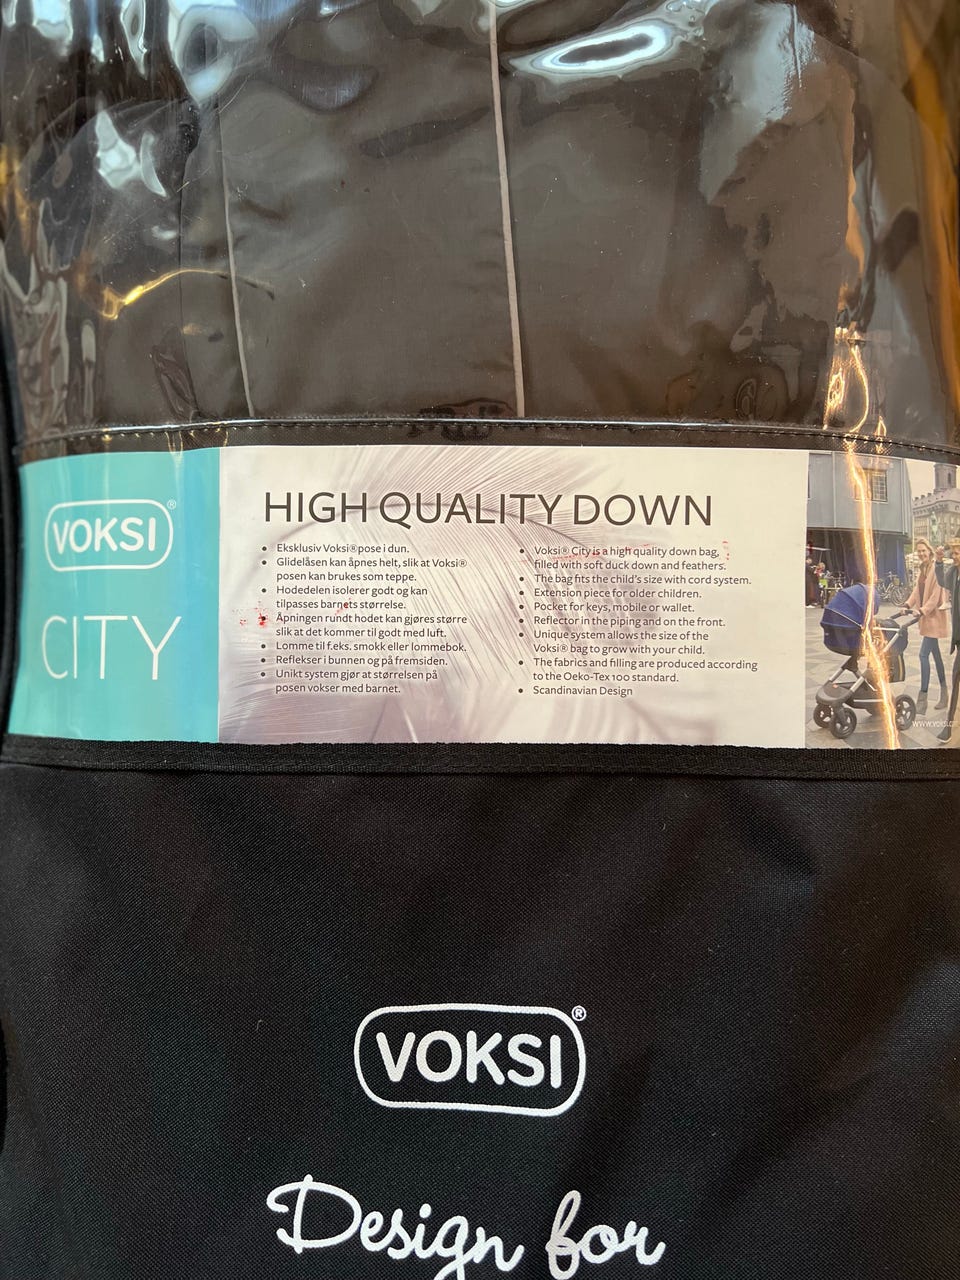 VOKSI®
CITY
HIGH QUALITY DOWN
• Eksklusiv Voksi® pose i dun.
• Glidelåsen kan åpnes helt, slik at Voksi®
posen kan brukes som teppe.
• Hodedelen isolerer godt og kan
tilpasses barnets størrelse.
• Åpningen rundt hodet kan gjøres større
slik at det kommer til godt med luft.
• Lomme til f.eks. smokk eller lommebok.
• Reflekser i bunnen og på fremsiden.
• Unikt system gjør at størrelsen på
posen vokser med barnet.
• Voksi® City is a high quality down bag,
filled with soft duck down and feathers.
• The bag fits the child's size with cord system.
• Extension piece for older children.
• Pocket for keys, mobile or wallet.
• Reflector in the piping and on the front.
• Unique system allows the size of the
Voksi® bag to grow with your child.
• The fabrics and filling are produced according
to the Oeko-Tex 100 standard.
• Scandinavian Design
VOKSI®
Design for